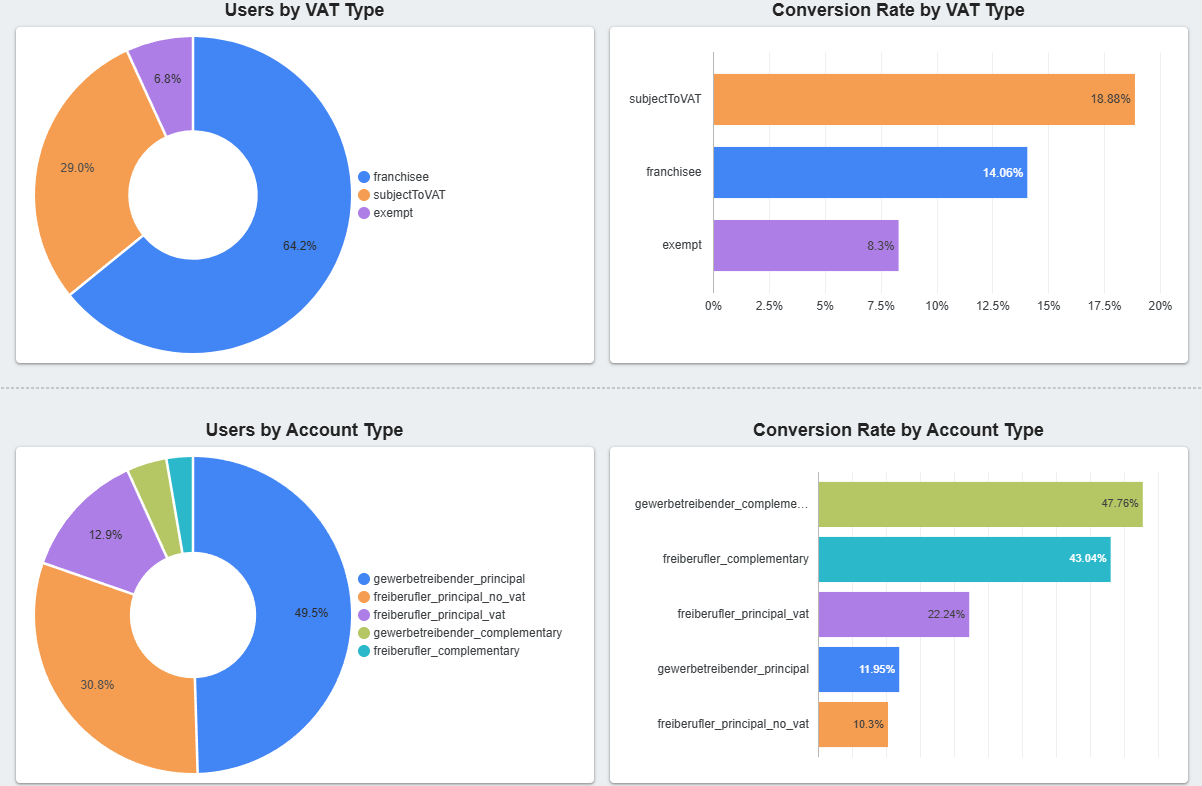 Users by VAT Type
6.8%
29.0%
64.2%
franchisee
subjectToVAT
exempt
Conversion Rate by VAT Type
subjectToVAT
18.88%
franchisee
14.06%
exempt
8.3%
0% 2.5% 5% 7.5% 10% 12.5% 15% 17.5% 20%
Users by Account Type
12.9%
49.5%
30.8%
gewerbetreibender_principal
freiberufler_principal_no_vat
freiberufler_principal_vat
gewerbetreibender_complementary
freiberufler_complementary
Conversion Rate by Account Type
gewerbetreibender_compleme...
47.76%
freiberufler_complementary
43.04%
freiberufler_principal_vat
22.24%
gewerbetreibender_principal
11.95%
freiberufler_principal_no_vat
10.3%